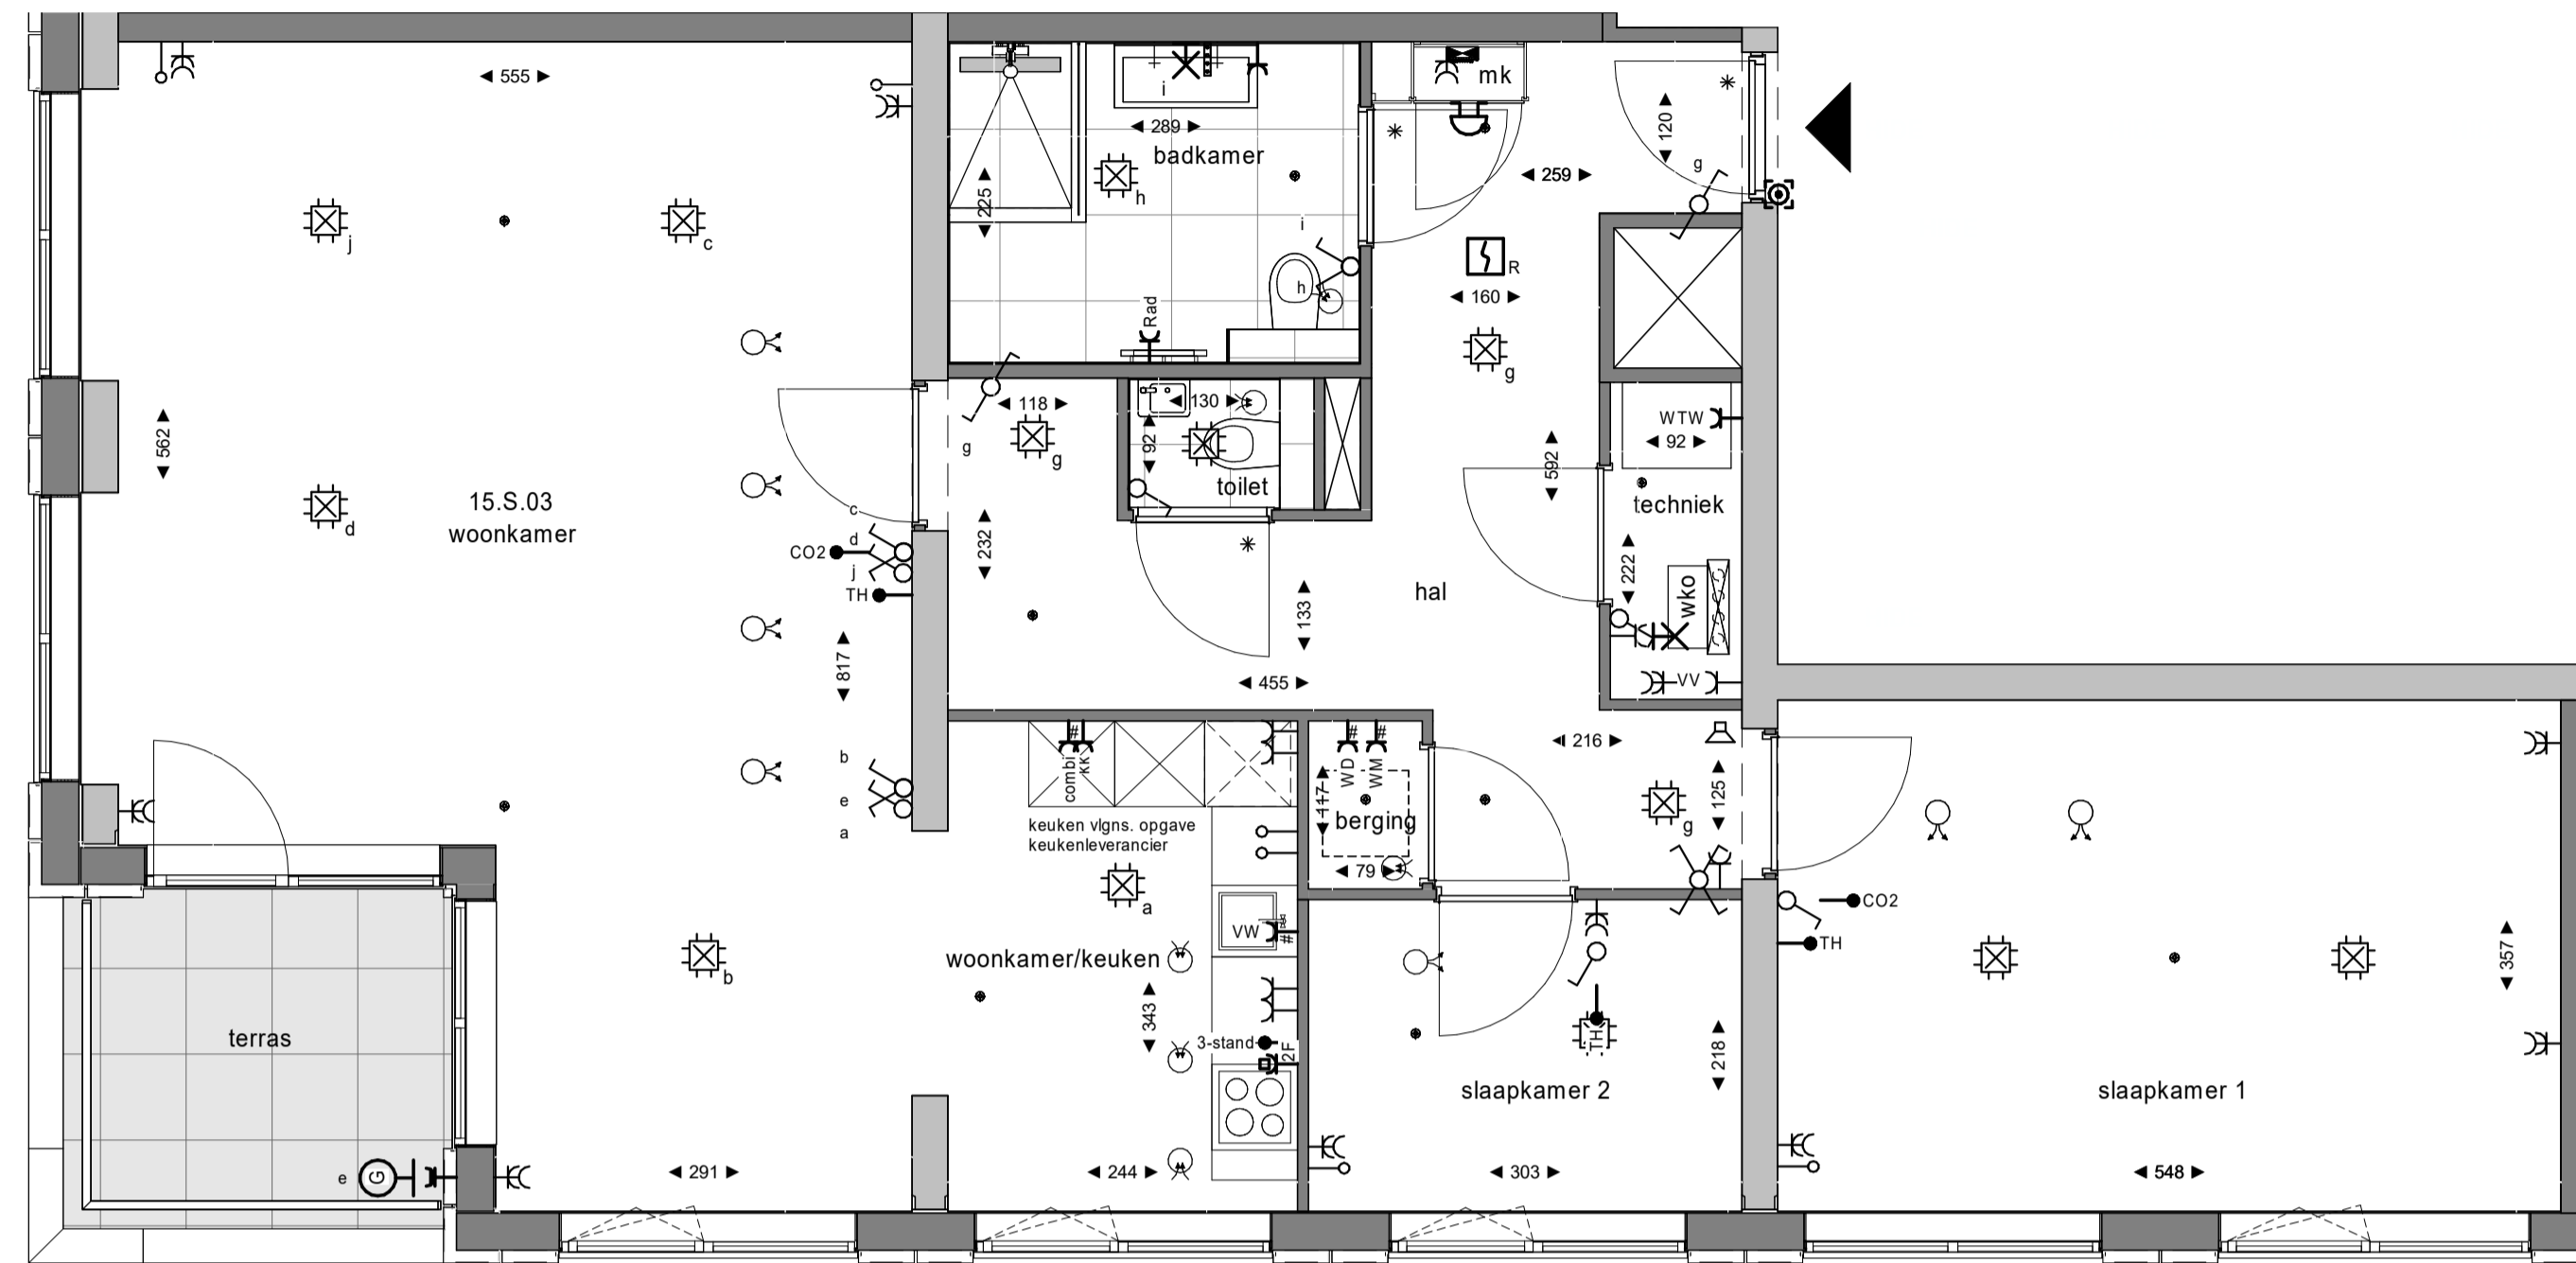 555
289
i
badkamer
225
h
i
h
Rad
mk
259
120
g
R
160
g
j
c
562
15.S.03
woonkamer
d
c
d
CO2
j
TH
817
b
e
a
118
g
g
130
92
toilet
232
133
hal
455
592
WTW
92
techniek
222
wko
VV
216
125
g
#
combi
KK
keuken vlgns. opgave
keukenleverancier
a
VW
#
woonkamer/keuken
343
3-stand
2F
244
b
291
terras
e
G
#
#
WD
WM
117
berging
79
TH
218
slaapkamer 2
303
CO2
TH
357
slaapkamer 1
548